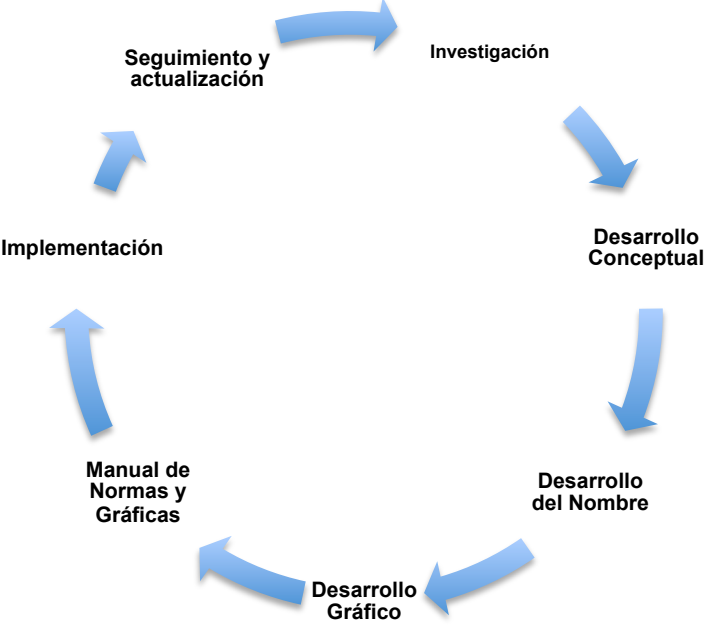 Investigación
Desarrollo
Conceptual
Desarrollo
del Nombre
Desarrollo
Gráfico
Manual de
Normas y
Gráficas
Implementación
Seguimiento y
actualización